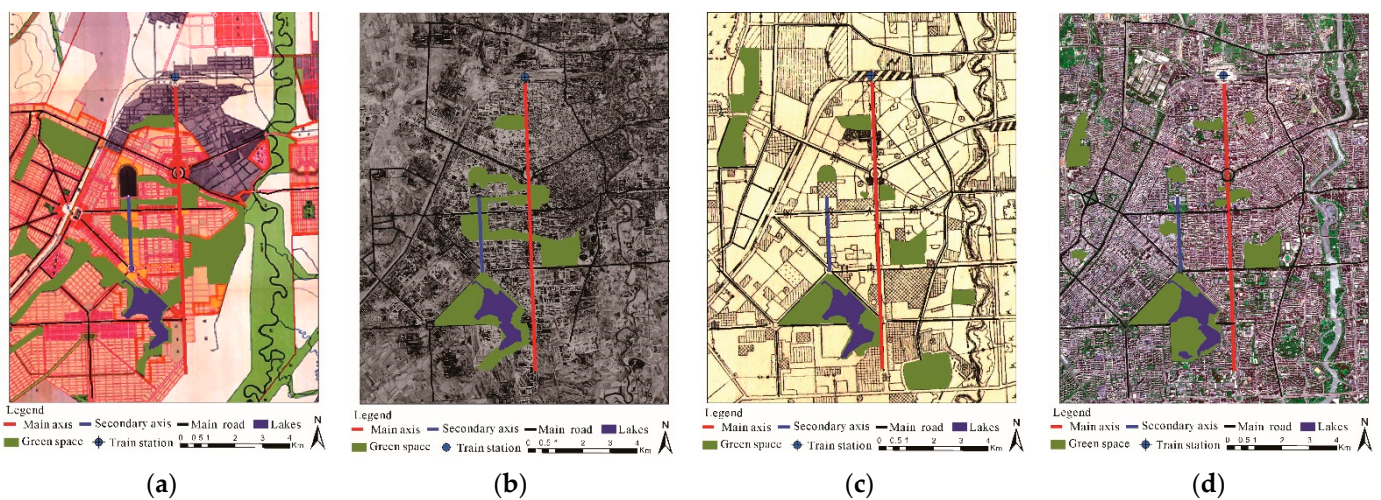 Legend
Main axis Secondary axis Main road Lakes N
Green space Train station 0 0.5 1 2 3 4 Km
(a)
Legend
Main axis Secondary axis Main road Lakes N
Green space Train station 0 0.5 1 2 3 4 Km
(b)
Legend
Main axis Secondary axis Main road Lakes N
Green space Train station 0 0.5 1 2 3 4 Km
(c)
Legend
Main axis Secondary axis Main road Lakes N
Green space Train station 0 0.5 1 2 3 4 Km
(d)